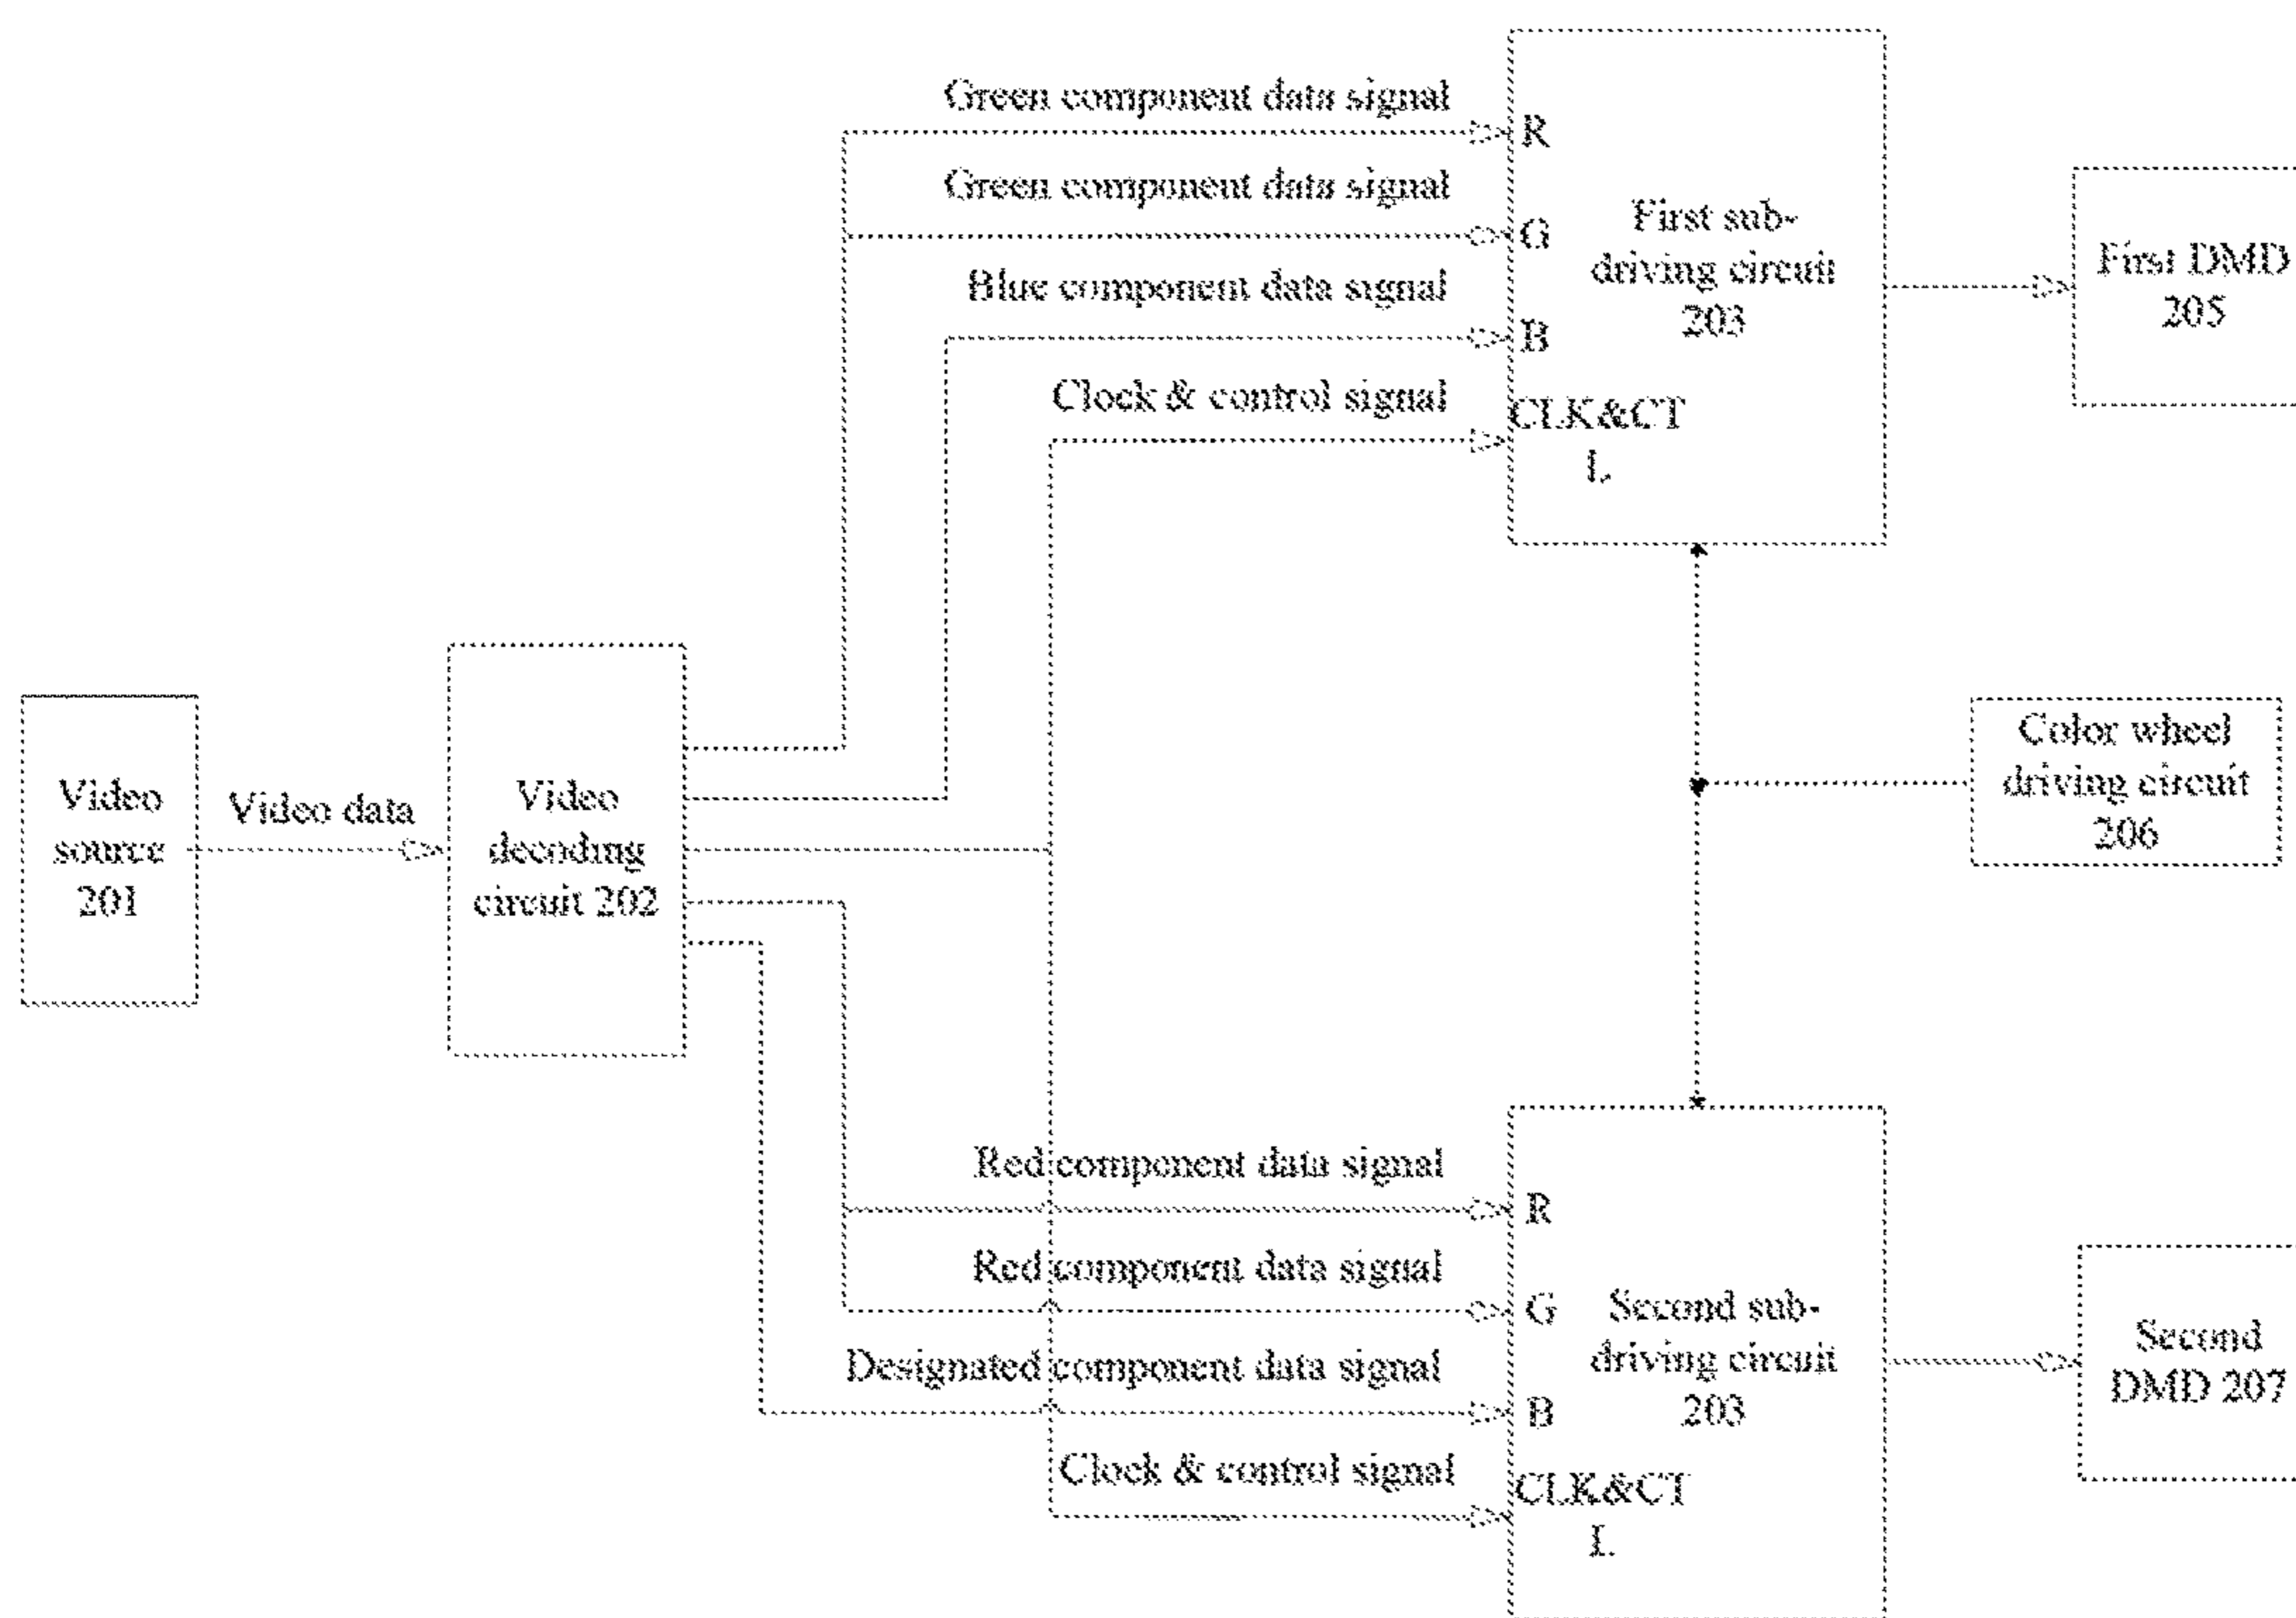 Green component data signal
R
Green component data signal
G
First sub-
driving circuit
203
Blue component data signal
B
Clock & control signal
CLK&CT
L
First DMD
205
Video
source
201
Video data
Video
decoding
circuit 202
Color wheel
driving circuit
206
Red component data signal
R
Red component data signal
G
Second sub-
driving circuit
203
Designated component data signal
B
Clock & control signal
CLK&CT
L
Second
DMD 207